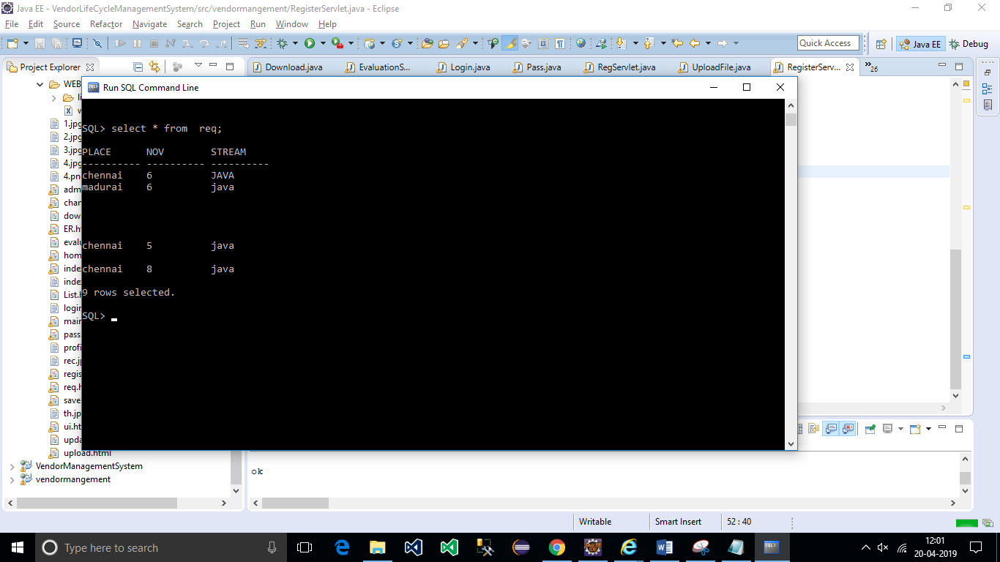 Java EE - VendorLifeCycleManagementSystem/src/vendormangement/RegisterServlet.java - Eclipse
File Edit Source Refactor Navigate Search Project Run Window Help
Quick Access Java EE Debug
Project Explorer Download.java EvaluationS... Login.java Pass.java RegServlet.java UploadFile.java RegisterServ... »26
WEB
Run SQL Command Line
li
w
1.jpg
SQL> select * from  req;
2.jpg
3.jpg
PLACE      NOV        STREAM
4.jpg
---------- ---------- ----------
4.pn
chennai    6          JAVA
adm
madurai    6          java
chan
dow
ER.h
evalu
chennai    5          java
hom
index
chennai    8          java
inde
List.h
9 rows selected.
login
SQL>
main
pass
profi
rec.jp
regis
req.h
save
th.jp
ui.ht
upda
upload.html
VendorManagementSystem
ok
vendormangement
Writable Smart Insert 52 : 40
Type here to search
12:01
20-04-2019